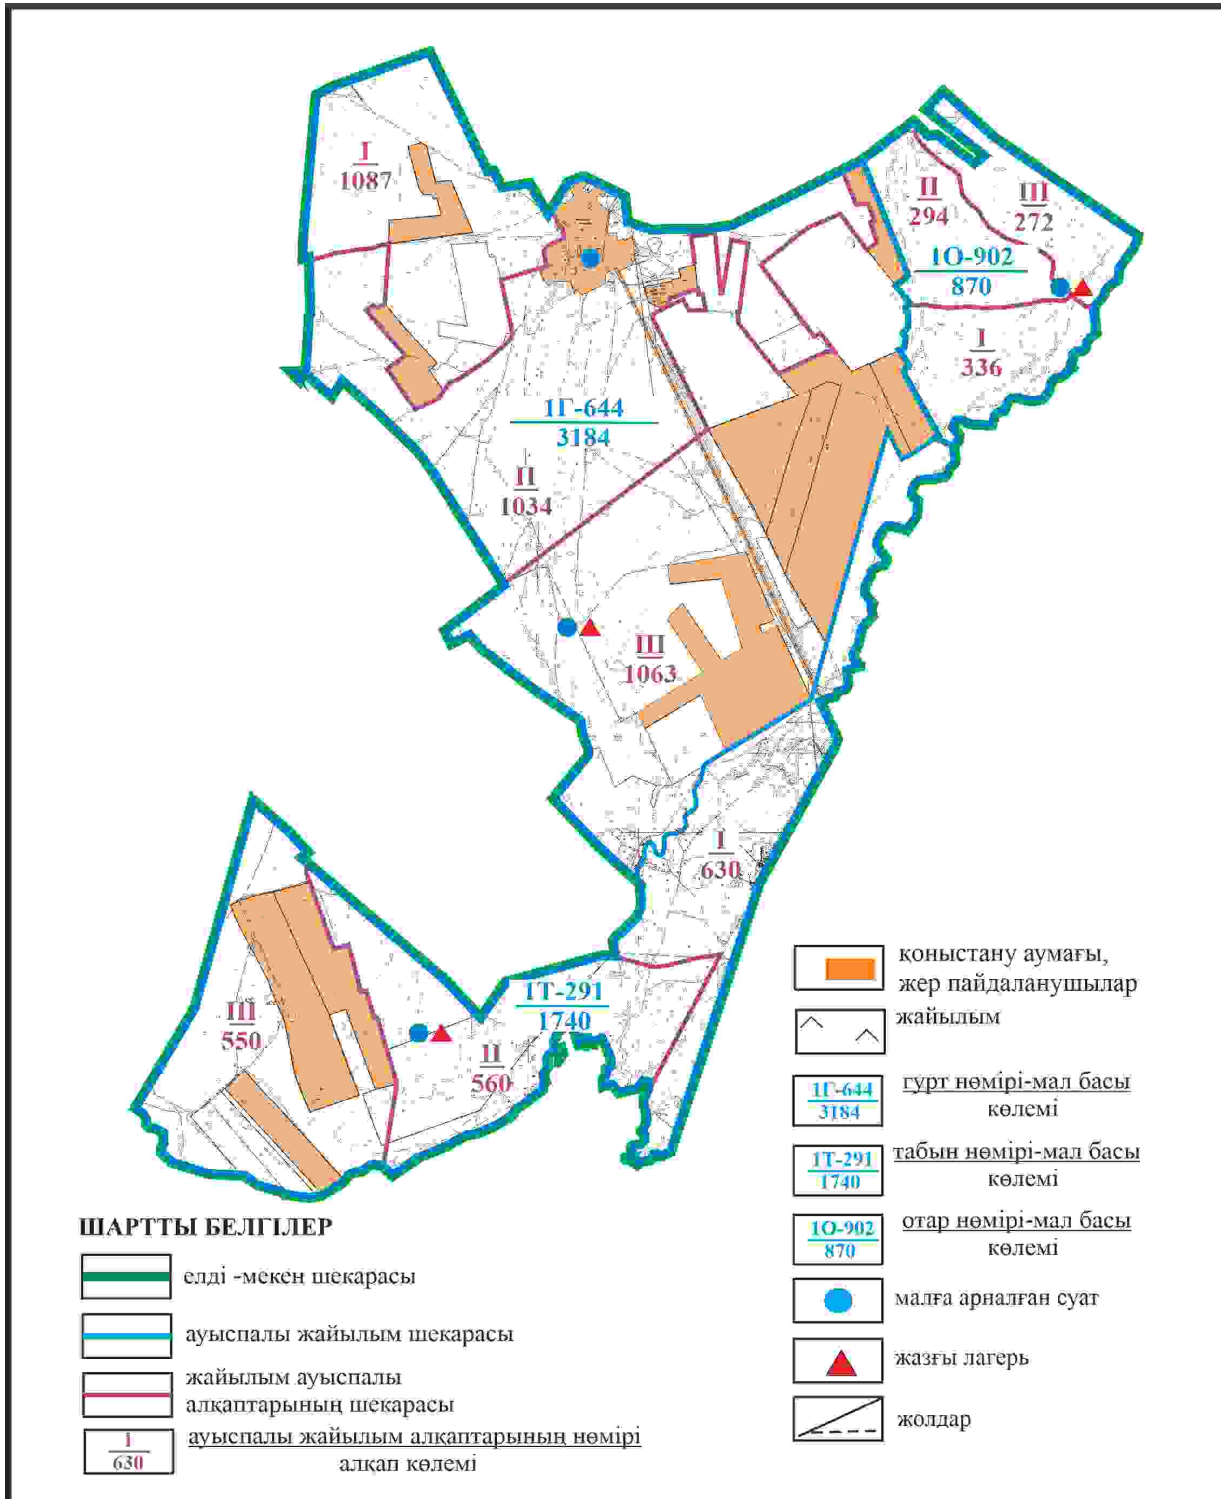 I
1087
II
294
III
272
1О-902
870
I
336
1Г-644
3184
II
1034
III
1063
I
630
1Т-291
1740
III
550
II
560
қоныстану аумағы,
жер пайдаланушылар
жайылым
1Г-644
3184
гурт нөмірі-мал басы
көлемі
1Т-291
1740
табын нөмірі-мал басы
көлемі
1О-902
870
отар нөмірі-мал басы
көлемі
малға арналған суат
жазғы лагерь
жолдар
ШАРТТЫ БЕЛГІЛЕР
елді -мекен шекарасы
ауыспалы жайылым шекарасы
жайылым ауыспалы
алқаптарының шекарасы
I
630
ауыспалы жайылым алқаптарының нөмірі
алқап көлемі